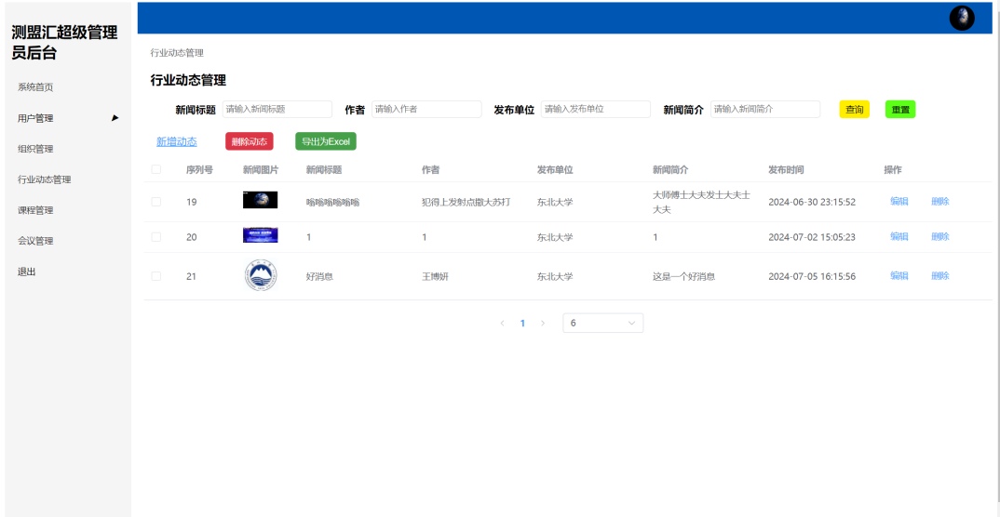 测盟汇超级管理
员后台
系统首页
用户管理
组织管理
行业动态管理
课程管理
会议管理
退出
行业动态管理
行业动态管理
新闻标题 请输入新闻标题 作者 请输入作者 发布单位 请输入发布单位 新闻简介 请输入新闻简介 查询 重置
新增动态 删除动态 导出为Excel
序列号 新闻图片 新闻标题 作者 发布单位 新闻简介 发布时间 操作
19 嗡嗡嗡嗡嗡嗡 犯得上发射点撒大苏打 东北大学 大师傅士大夫发士大夫士
大夫 2024-06-30 23:15:52 编辑 删除
20 1 1 东北大学 1 2024-07-02 15:05:23 编辑 删除
21 好消息 王博妍 东北大学 这是一个好消息 2024-07-05 16:15:56 编辑 删除
1 6